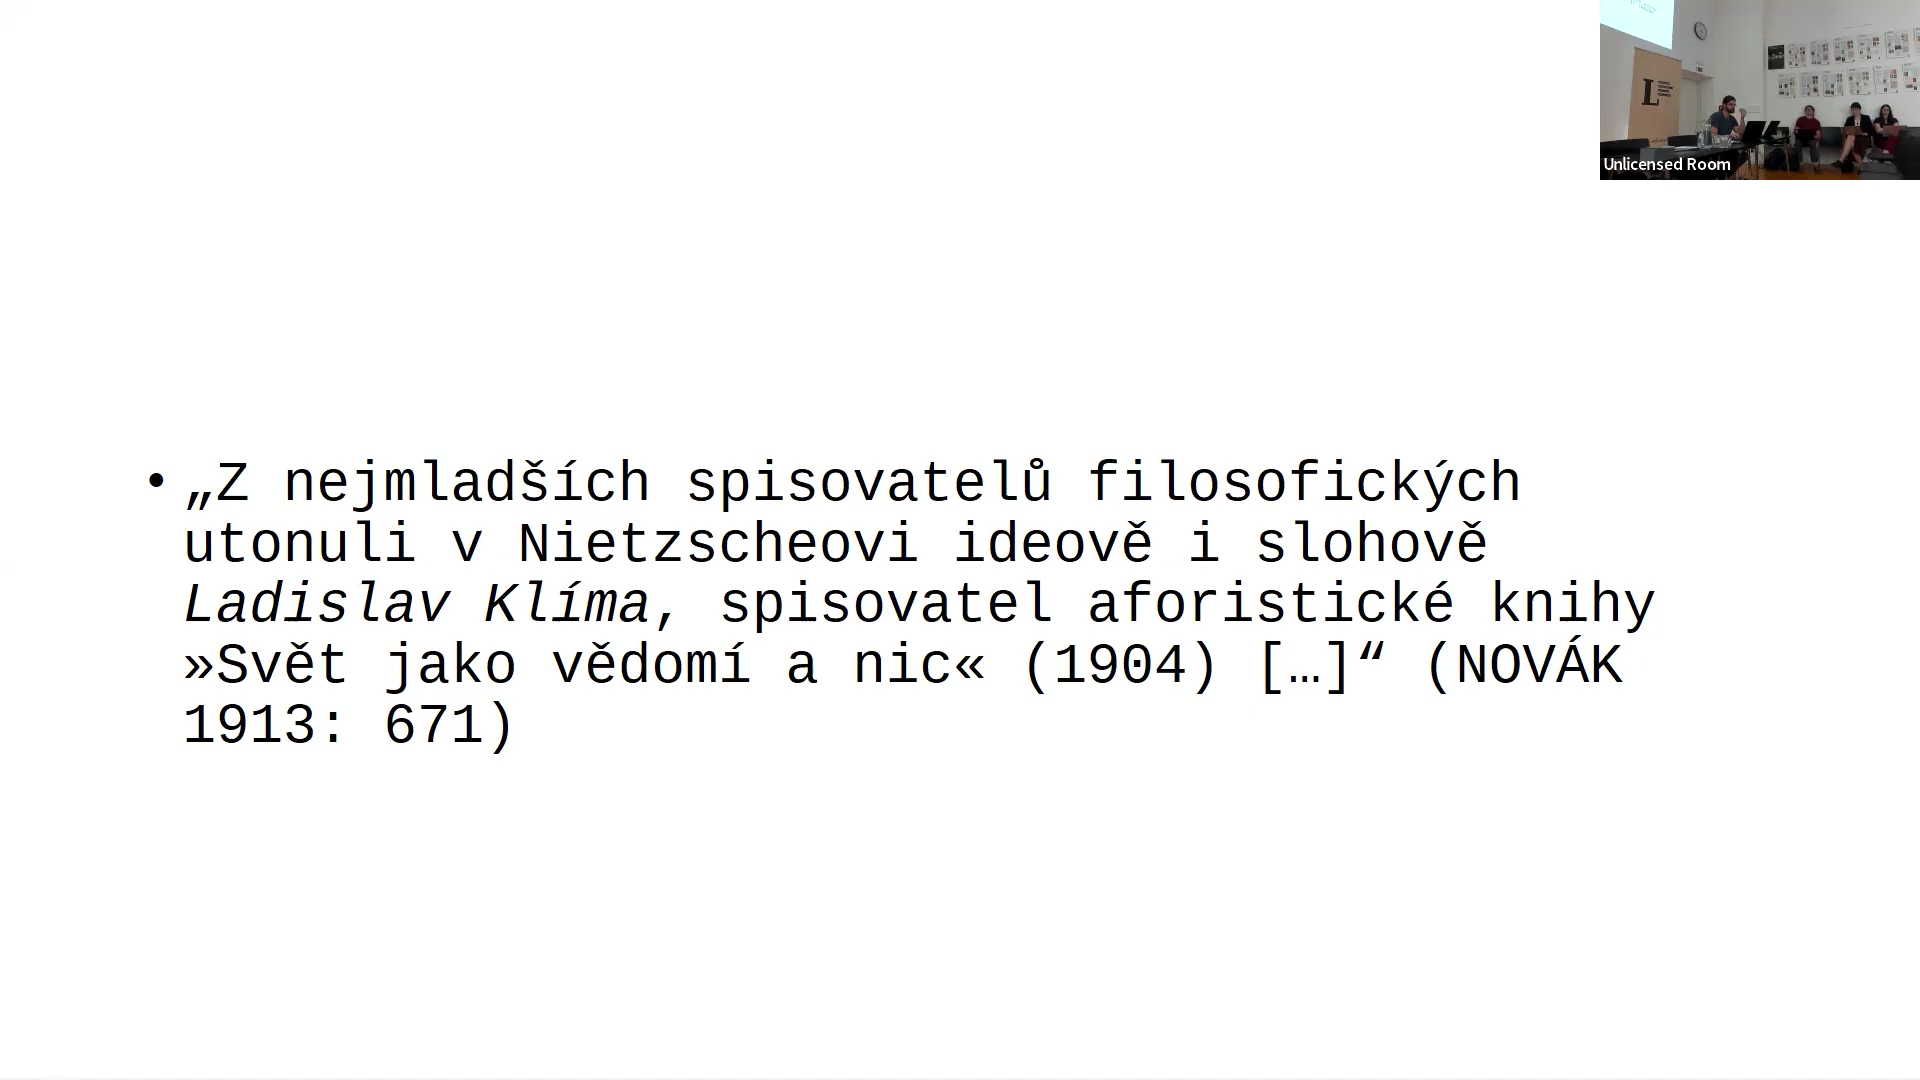 • „Z nejmladších spisovatelů filosofických
utonuli v Nietzscheovi ideově i slohově
Ladislav Klíma, spisovatel aforistické knihy
»Svět jako vědomí a nic« (1904) […]“ (NOVÁK
1913: 671)
Unlicensed Room
L